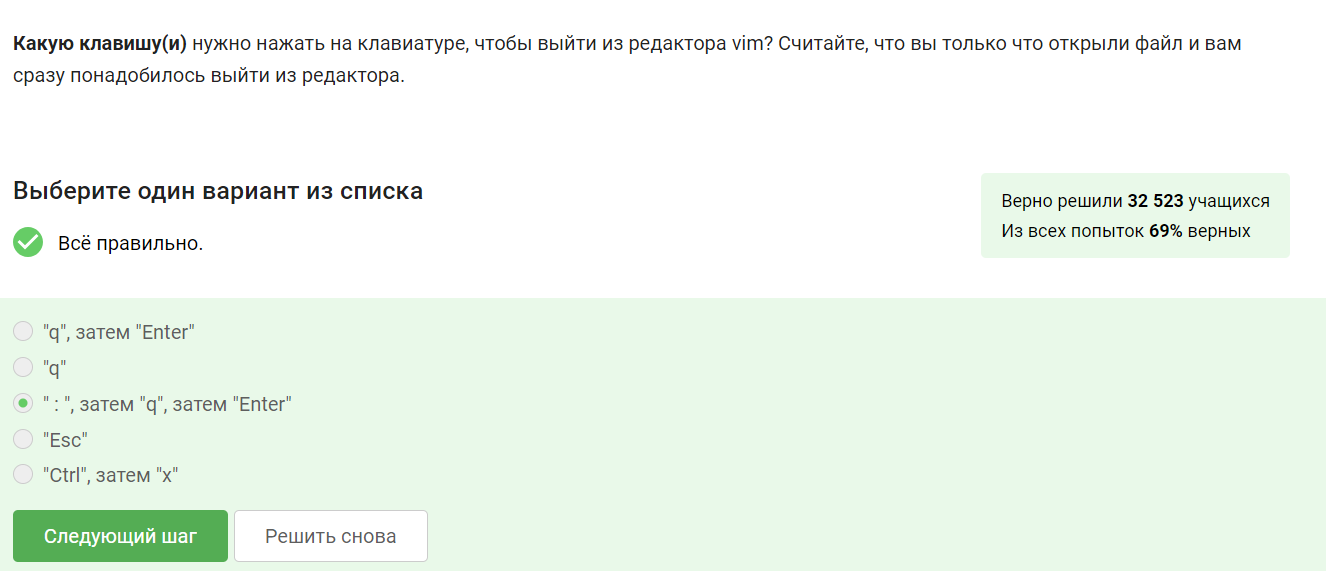 Какую клавишу(и) нужно нажать на клавиатуре, чтобы выйти из редактора vim? Считайте, что вы только что открыли файл и вам
сразу понадобилось выйти из редактора.
Выберите один вариант из списка
Верно решили 32 523 учащихся
Из всех попыток 69% верных
Всё правильно.
"q", затем "Enter"
"q"
" : ", затем "q", затем "Enter"
"Esc"
"Ctrl", затем "x"
Следующий шаг
Решить снова